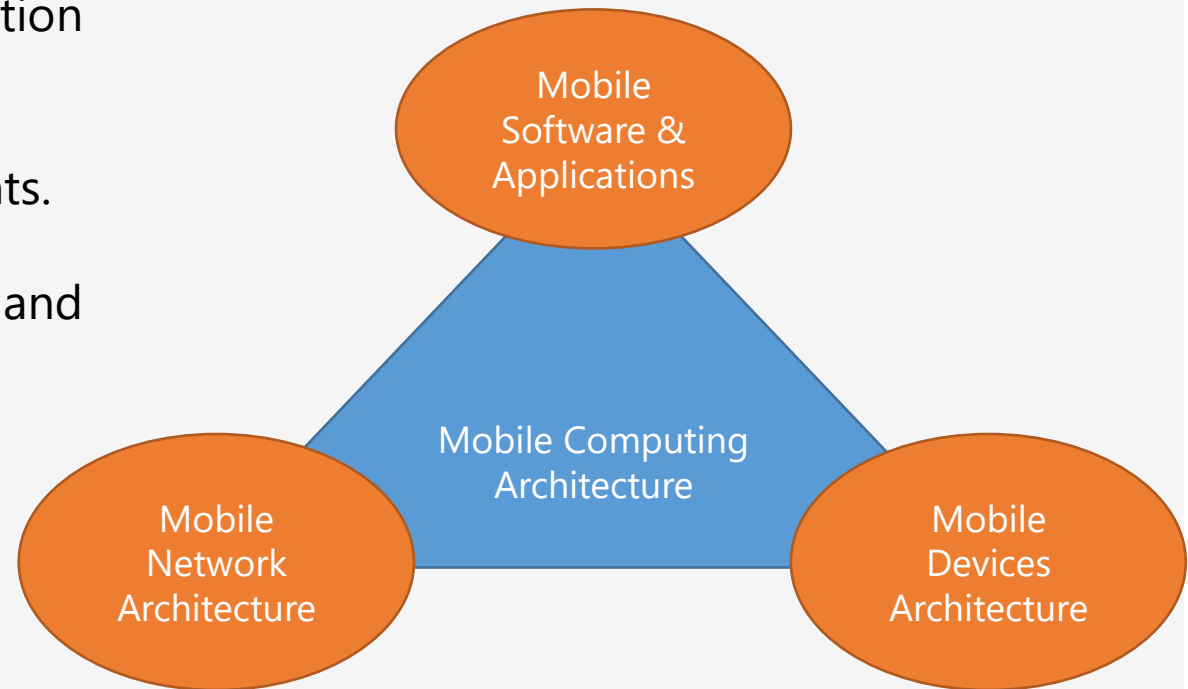 tion
ts.
and
Mobile
Software &
Applications
Mobile Computing
Architecture
Mobile
Network
Architecture
Mobile
Devices
Architecture